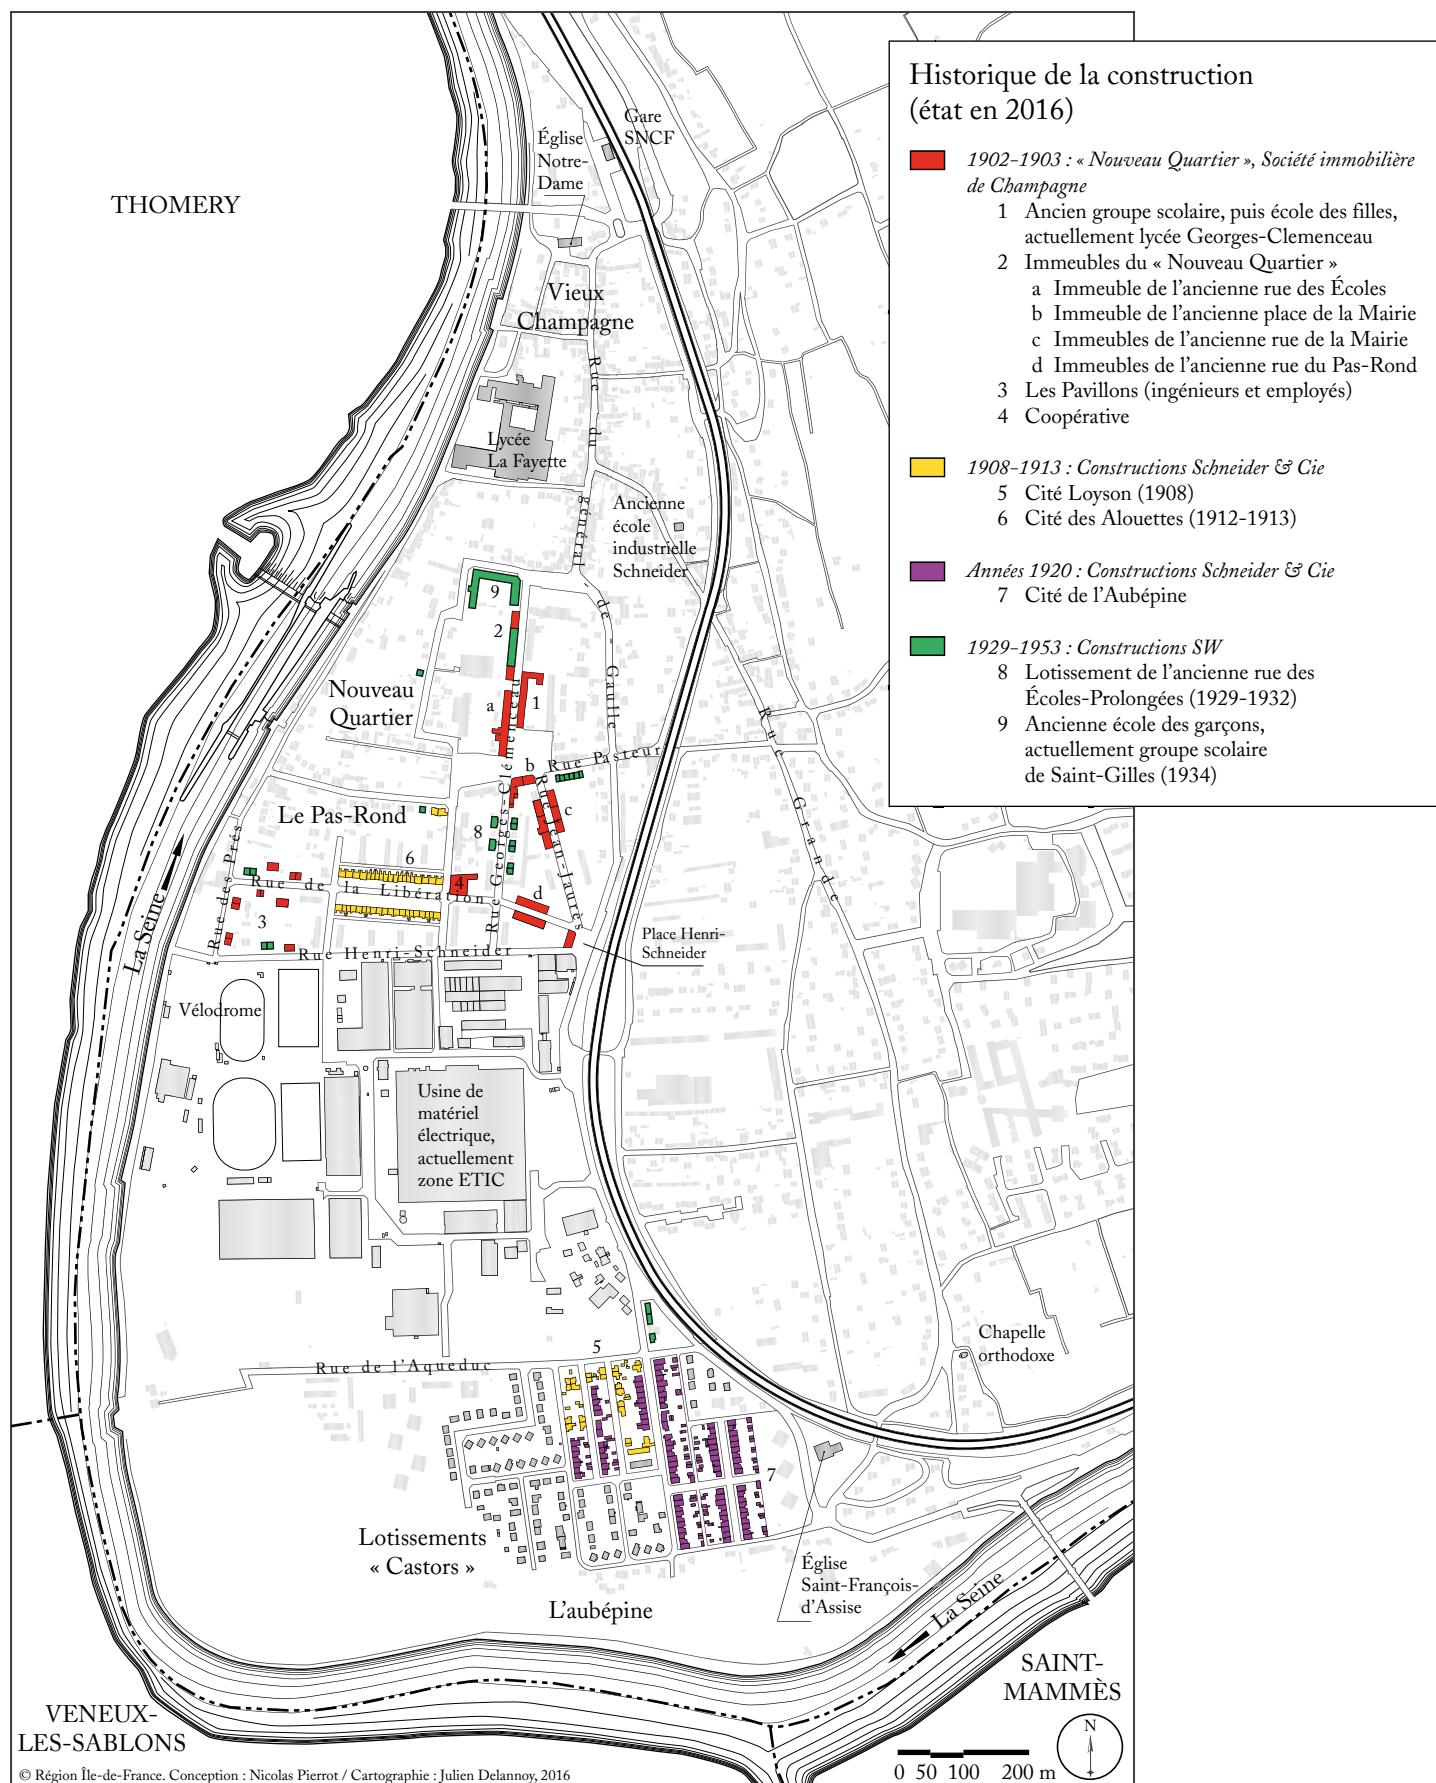 Historique de la construction
(état en 2016)
1902-1903 : « Nouveau Quartier », Société immobilière
de Champagne
1 Ancien groupe scolaire, puis école des filles,
actuellement lycée Georges-Clemenceau
2 Immeubles du « Nouveau Quartier »
a Immeuble de l’ancienne rue des Écoles
b Immeuble de l’ancienne place de la Mairie
c Immeubles de l’ancienne rue de la Mairie
d Immeubles de l’ancienne rue du Pas-Rond
3 Les Pavillons (ingénieurs et employés)
4 Coopérative
1908-1913 : Constructions Schneider & Cie
5 Cité Loyson (1908)
6 Cité des Alouettes (1912-1913)
Années 1920 : Constructions Schneider & Cie
7 Cité de l’Aubépine
1929-1953 : Constructions SW
8 Lotissement de l’ancienne rue des
Écoles-Prolongées (1929-1932)
9 Ancienne école des garçons,
actuellement groupe scolaire
de Saint-Gilles (1934)
Gare
SNCF
Église
Notre-
Dame
THOMERY
Vieux
Champagne
Rue du général-de-Gaulle
Lycée
La Fayette
Ancienne
école
industrielle
Schneider
9
2
Nouveau
Quartier
a
1
Rue Georges-Clémenceau
b
Rue Pasteur
Rue Grande
Le Pas-Rond
c
8
Rue Jean-Jaurès
6
4
Rue de la Libération
d
Rue des Prés
3
La Seine
Rue Henri-Schneider
Place Henri-
Schneider
Vélodrome
Usine de
matériel
électrique,
actuellement
zone ETIC
Chapelle
orthodoxe
5
Rue de l’Aqueduc
7
Lotissements
« Castors »
Église
Saint-François-
d’Assise
L’aubépine
La Seine
SAINT-
MAMMÈS
VENEUX-
LES-SABLONS
N
0 50 100 200 m
© Région Île-de-France. Conception : Nicolas Pierrot / Cartographie : Julien Delannoy, 2016